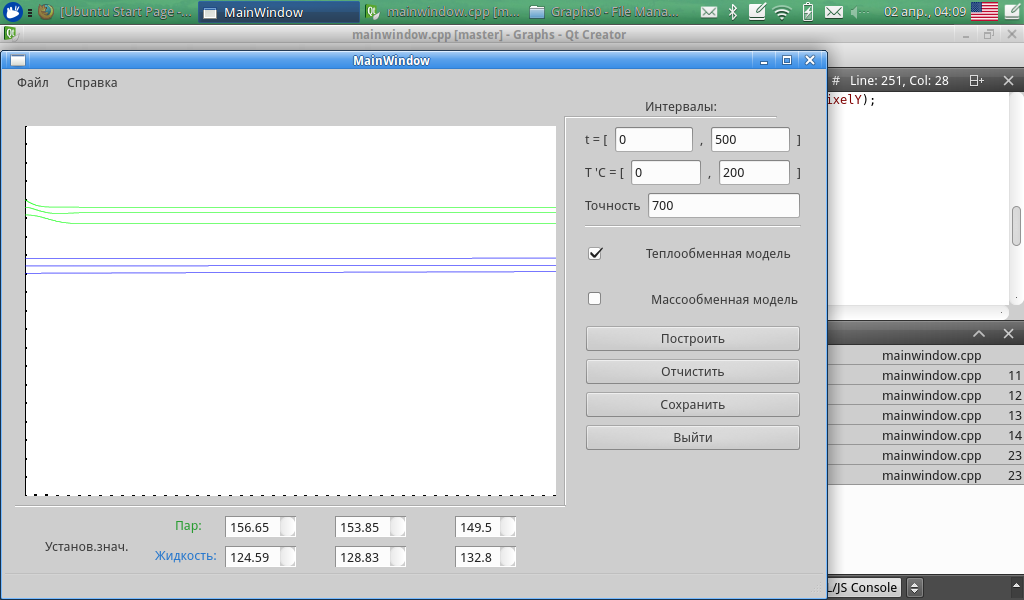 [Ubuntu Start Page -... MainWindow mainwindow.cpp [m... Graphs0 - File Mana... 02 апр., 04:09
mainwindow.cpp [master] - Graphs - Qt Creator
MainWindow
# Line: 251, Col: 28
Файл Справка
ixelY);
Интервалы:
t = [ 0 , 500 ]
T 'C = [ 0 , 200 ]
Точность 700
Теплообменная модель
Массообменная модель
Построить
Отчистить
Сохранить
Выйти
mainwindow.cpp
mainwindow.cpp 11
mainwindow.cpp 12
mainwindow.cpp 13
mainwindow.cpp 14
mainwindow.cpp 23
mainwindow.cpp 23
Установ.знач.
Пар: 156.65 153.85 149.5
Жидкость: 124.59 128.83 132.8
L/JS Console